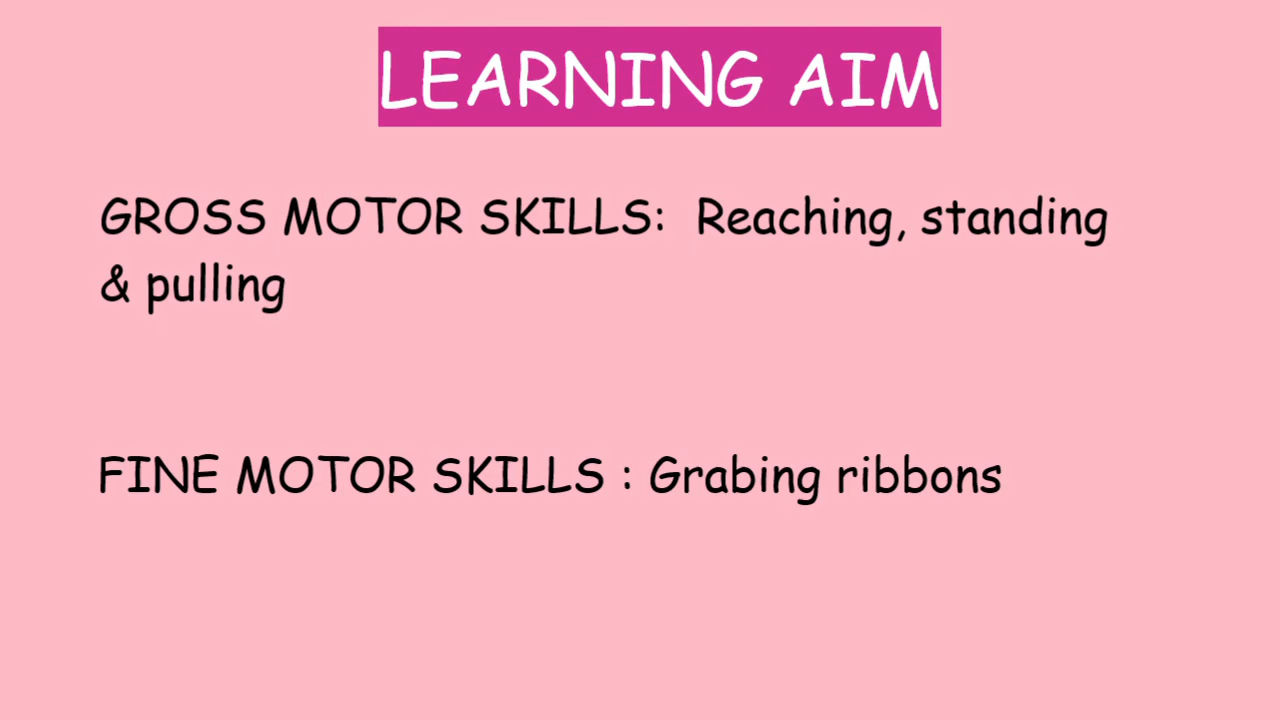 LEARNING AIM
GROSS MOTOR SKILLS:  Reaching, standing
& pulling
FINE MOTOR SKILLS : Grabing ribbons